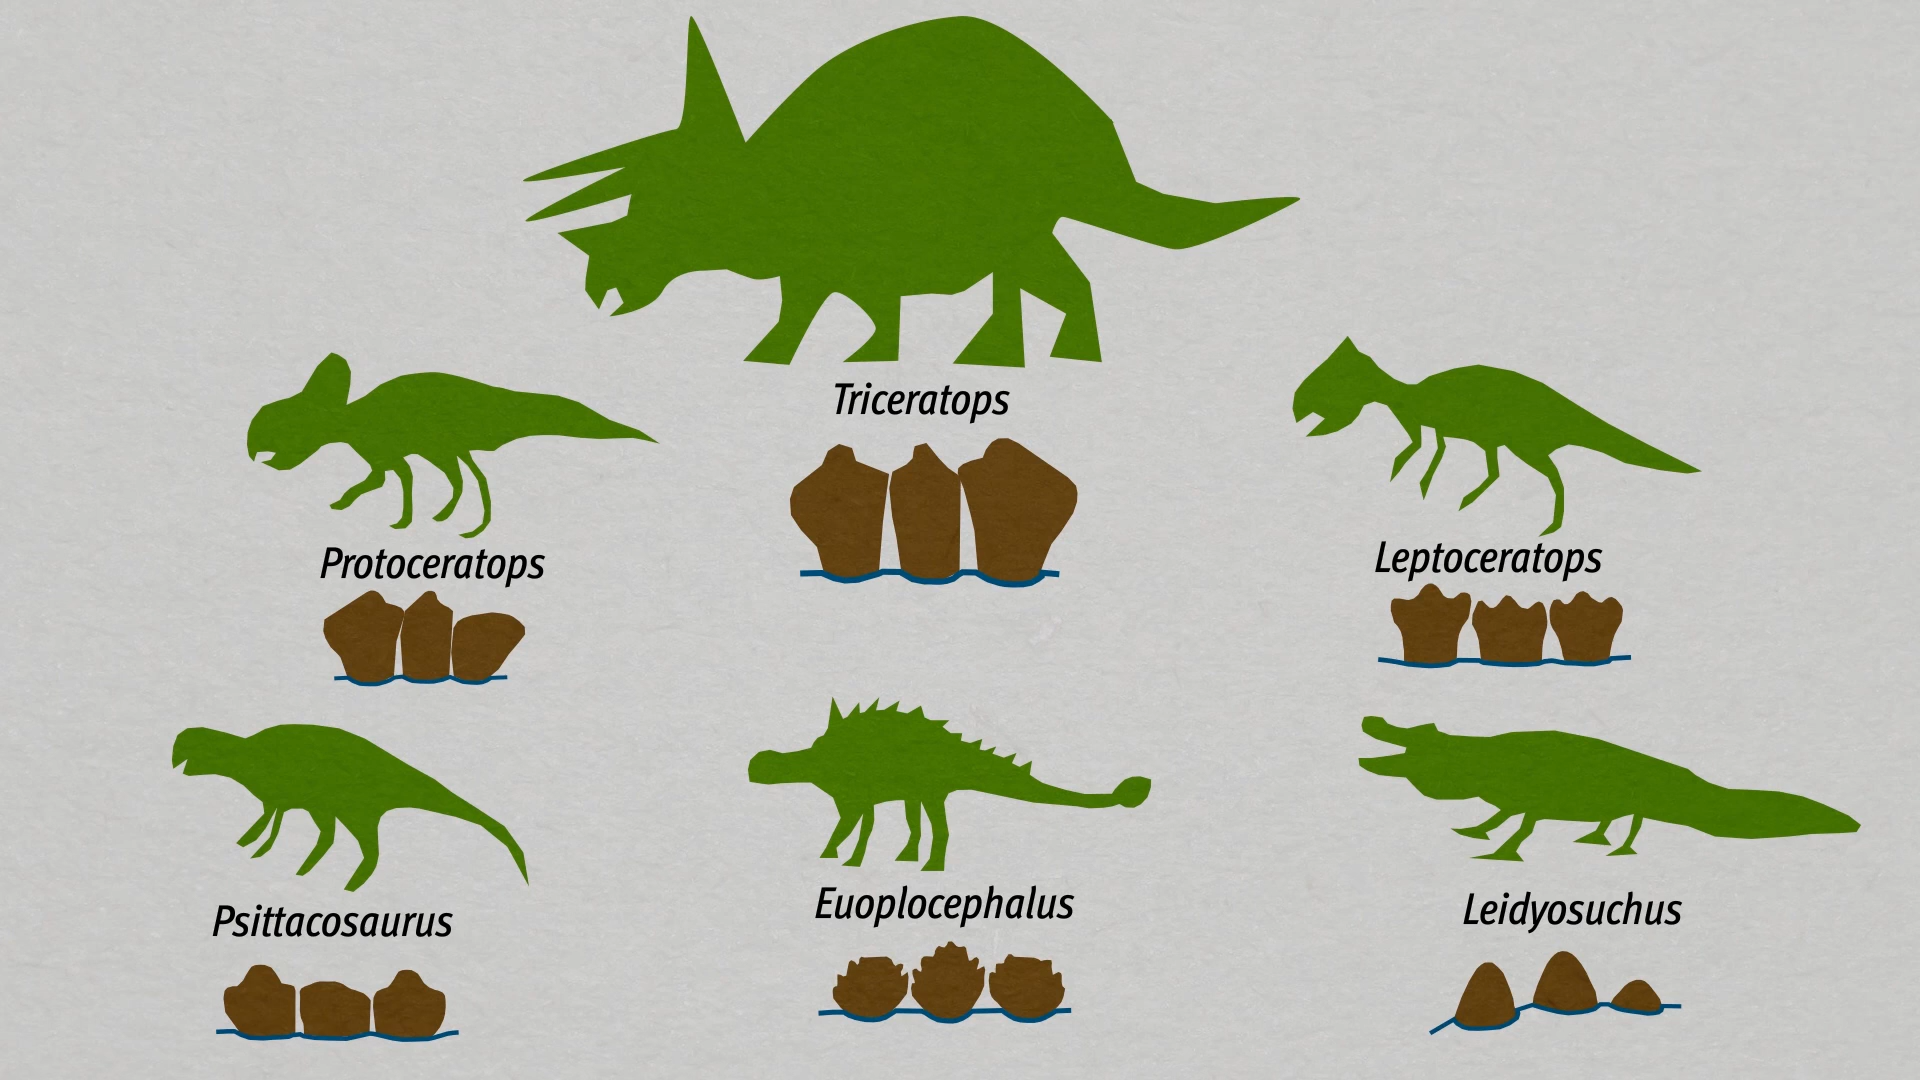 Triceratops
Protoceratops
Leptoceratops
Psittacosaurus
Euoplocephalus
Leidyosuchus